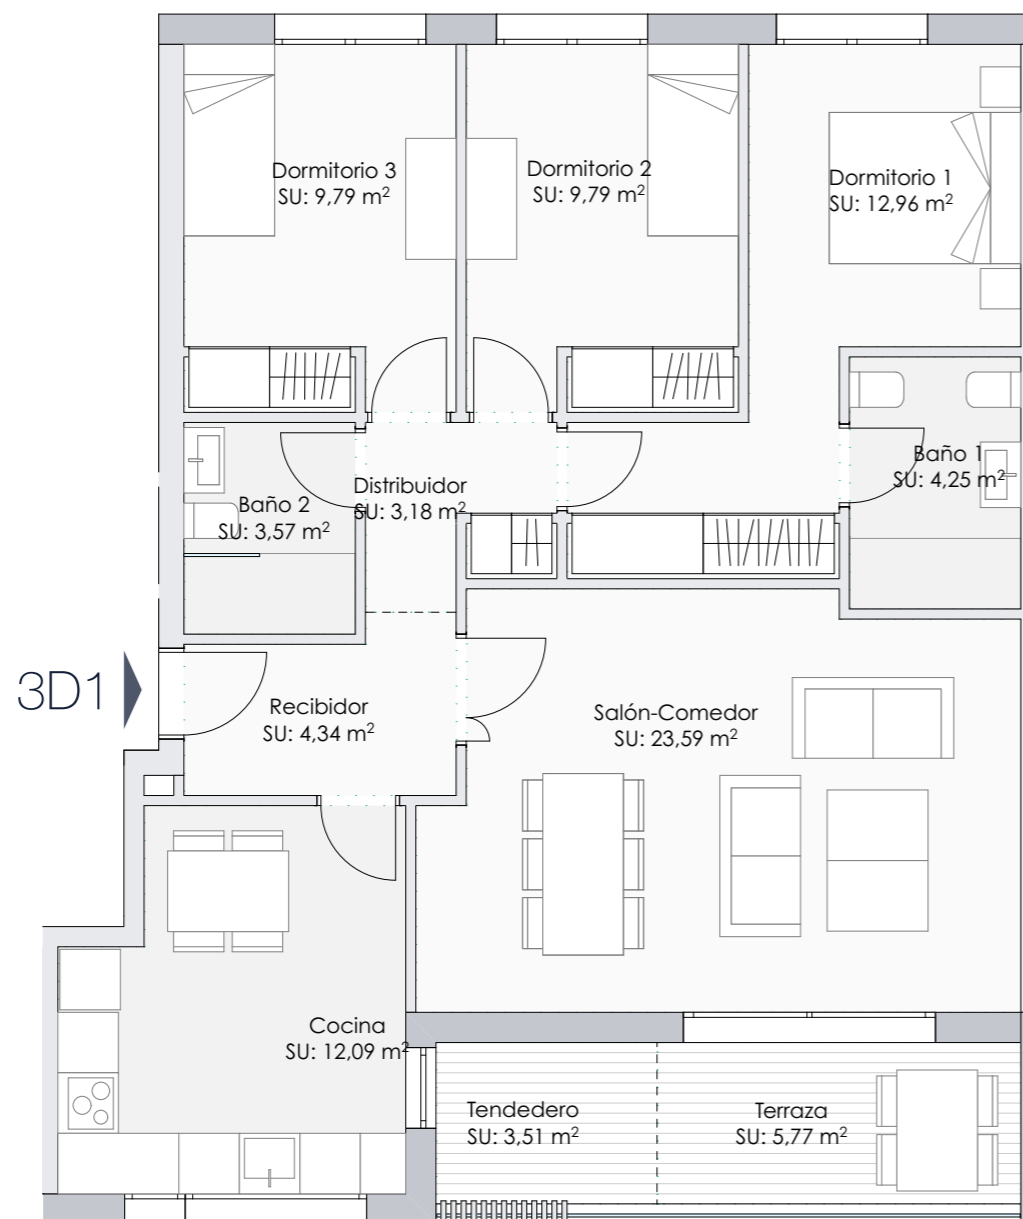 Dormitorio 3
SU: 9,79 m²
Dormitorio 2
SU: 9,79 m²
Dormitorio 1
SU: 12,96 m²
Baño 1
SU: 4,25 m²
Distribuidor
SU: 3,18 m²
Baño 2
SU: 3,57 m²
3D1
Recibidor
SU: 4,34 m²
Salón-Comedor
SU: 23,59 m²
Cocina
SU: 12,09 m²
Tendedero
SU: 3,51 m²
Terraza
SU: 5,77 m²